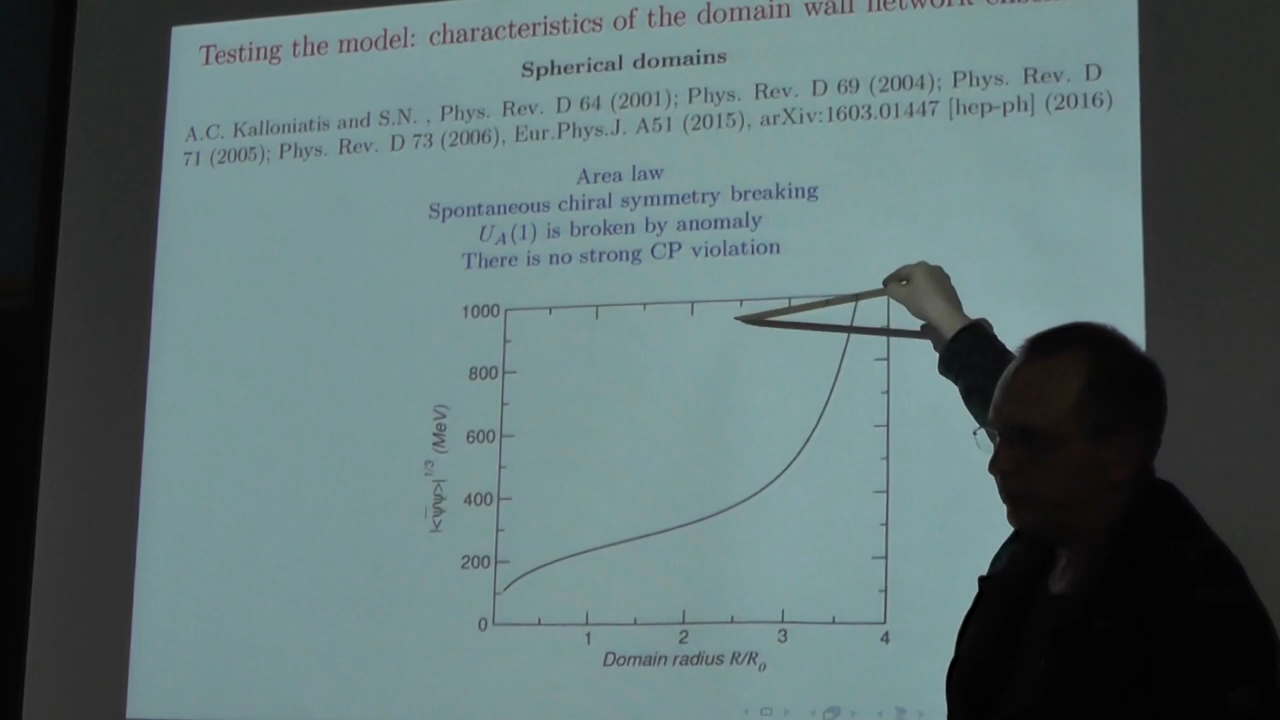 Testing the model: characteristics of the domain wall network
Spherical domains
A.C. Kalloniatis and S.N. , Phys. Rev. D 64 (2001); Phys. Rev. D 69 (2004); Phys. Rev. D
71 (2005); Phys. Rev. D 73 (2006), Eur.Phys.J. A51 (2015), arXiv:1603.01447 [hep-ph] (2016)
Area law
Spontaneous chiral symmetry breaking
U_A(1) is broken by anomaly
There is no strong CP violation
1000
800
600
400
200
0
|<ψ̄ψ>|^1/3 (MeV)
1 2 3 4
Domain radius R/R_0